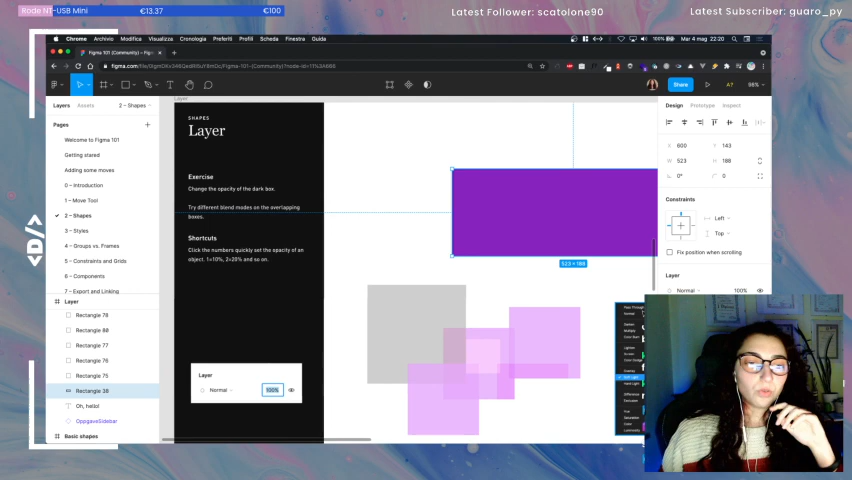 Rode NT-USB Mini
€13.37
€100
Latest Follower: scatolone90
Latest Subscriber: guaro_py
Chrome Archivio Modifica Visualizza Cronologia Preferiti Profili Scheda Finestra Guida
100%
Mar 4 mag 22:20
Figma 101 (Community) – Fig
Share
A?
96%
Layers Assets
2 – Shapes
Pages
Welcome to Figma 101
Getting stared
Adding some moves
0 – Introduction
1 – Move Tool
2 – Shapes
3 – Styles
4 – Groups vs. Frames
5 – Constraints and Grids
6 – Components
7 – Export and Linking
Layer
Rectangle 78
Rectangle 80
Rectangle 77
Rectangle 76
Rectangle 75
Rectangle 38
Oh, hello!
OppgaveSidebar
Basic shapes
Layer
SHAPES
Layer
Exercise
Change the opacity of the dark box.
Try different blend modes on the overlapping
boxes.
Shortcuts
Click the numbers quickly set the opacity of an
object. 1=10%, 2=20% and so on.
Layer
Normal
100%
523 × 188
Design Prototype Inspect
X 600
Y 143
W 523
H 188
0°
0
Constraints
Left
Top
Fix position when scrolling
Layer
Normal
100%
</D/>